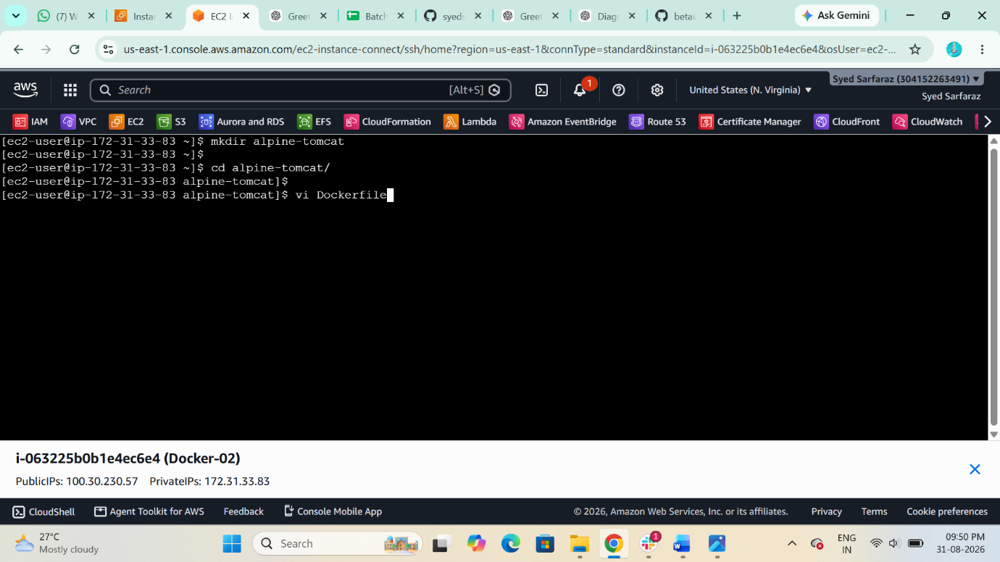 (7) W
Instan
EC2 I
Greet
Batch
syeds
Greet
Diagr
betav
Ask Gemini
us-east-1.console.aws.amazon.com/ec2-instance-connect/ssh/home?region=us-east-1&connType=standard&instanceId=i-063225b0b1e4ec6e4&osUser=ec2-...
aws
Search
[Alt+S]
1
United States (N. Virginia)
Syed Sarfaraz (304152263491)
Syed Sarfaraz
IAM
VPC
EC2
S3
Aurora and RDS
EFS
CloudFormation
Lambda
Amazon EventBridge
Route 53
Certificate Manager
CloudFront
CloudWatch
[ec2-user@ip-172-31-33-83 ~]$ mkdir alpine-tomcat
[ec2-user@ip-172-31-33-83 ~]$
[ec2-user@ip-172-31-33-83 ~]$ cd alpine-tomcat/
[ec2-user@ip-172-31-33-83 alpine-tomcat]$
[ec2-user@ip-172-31-33-83 alpine-tomcat]$ vi Dockerfile
i-063225b0b1e4ec6e4 (Docker-02)
PublicIPs: 100.30.230.57 PrivateIPs: 172.31.33.83
CloudShell
Agent Toolkit for AWS
Feedback
Console Mobile App
© 2026, Amazon Web Services, Inc. or its affiliates.
Privacy
Terms
Cookie preferences
27°C
Mostly cloudy
Search
1
ENG
IN
09:50 PM
31-08-2026